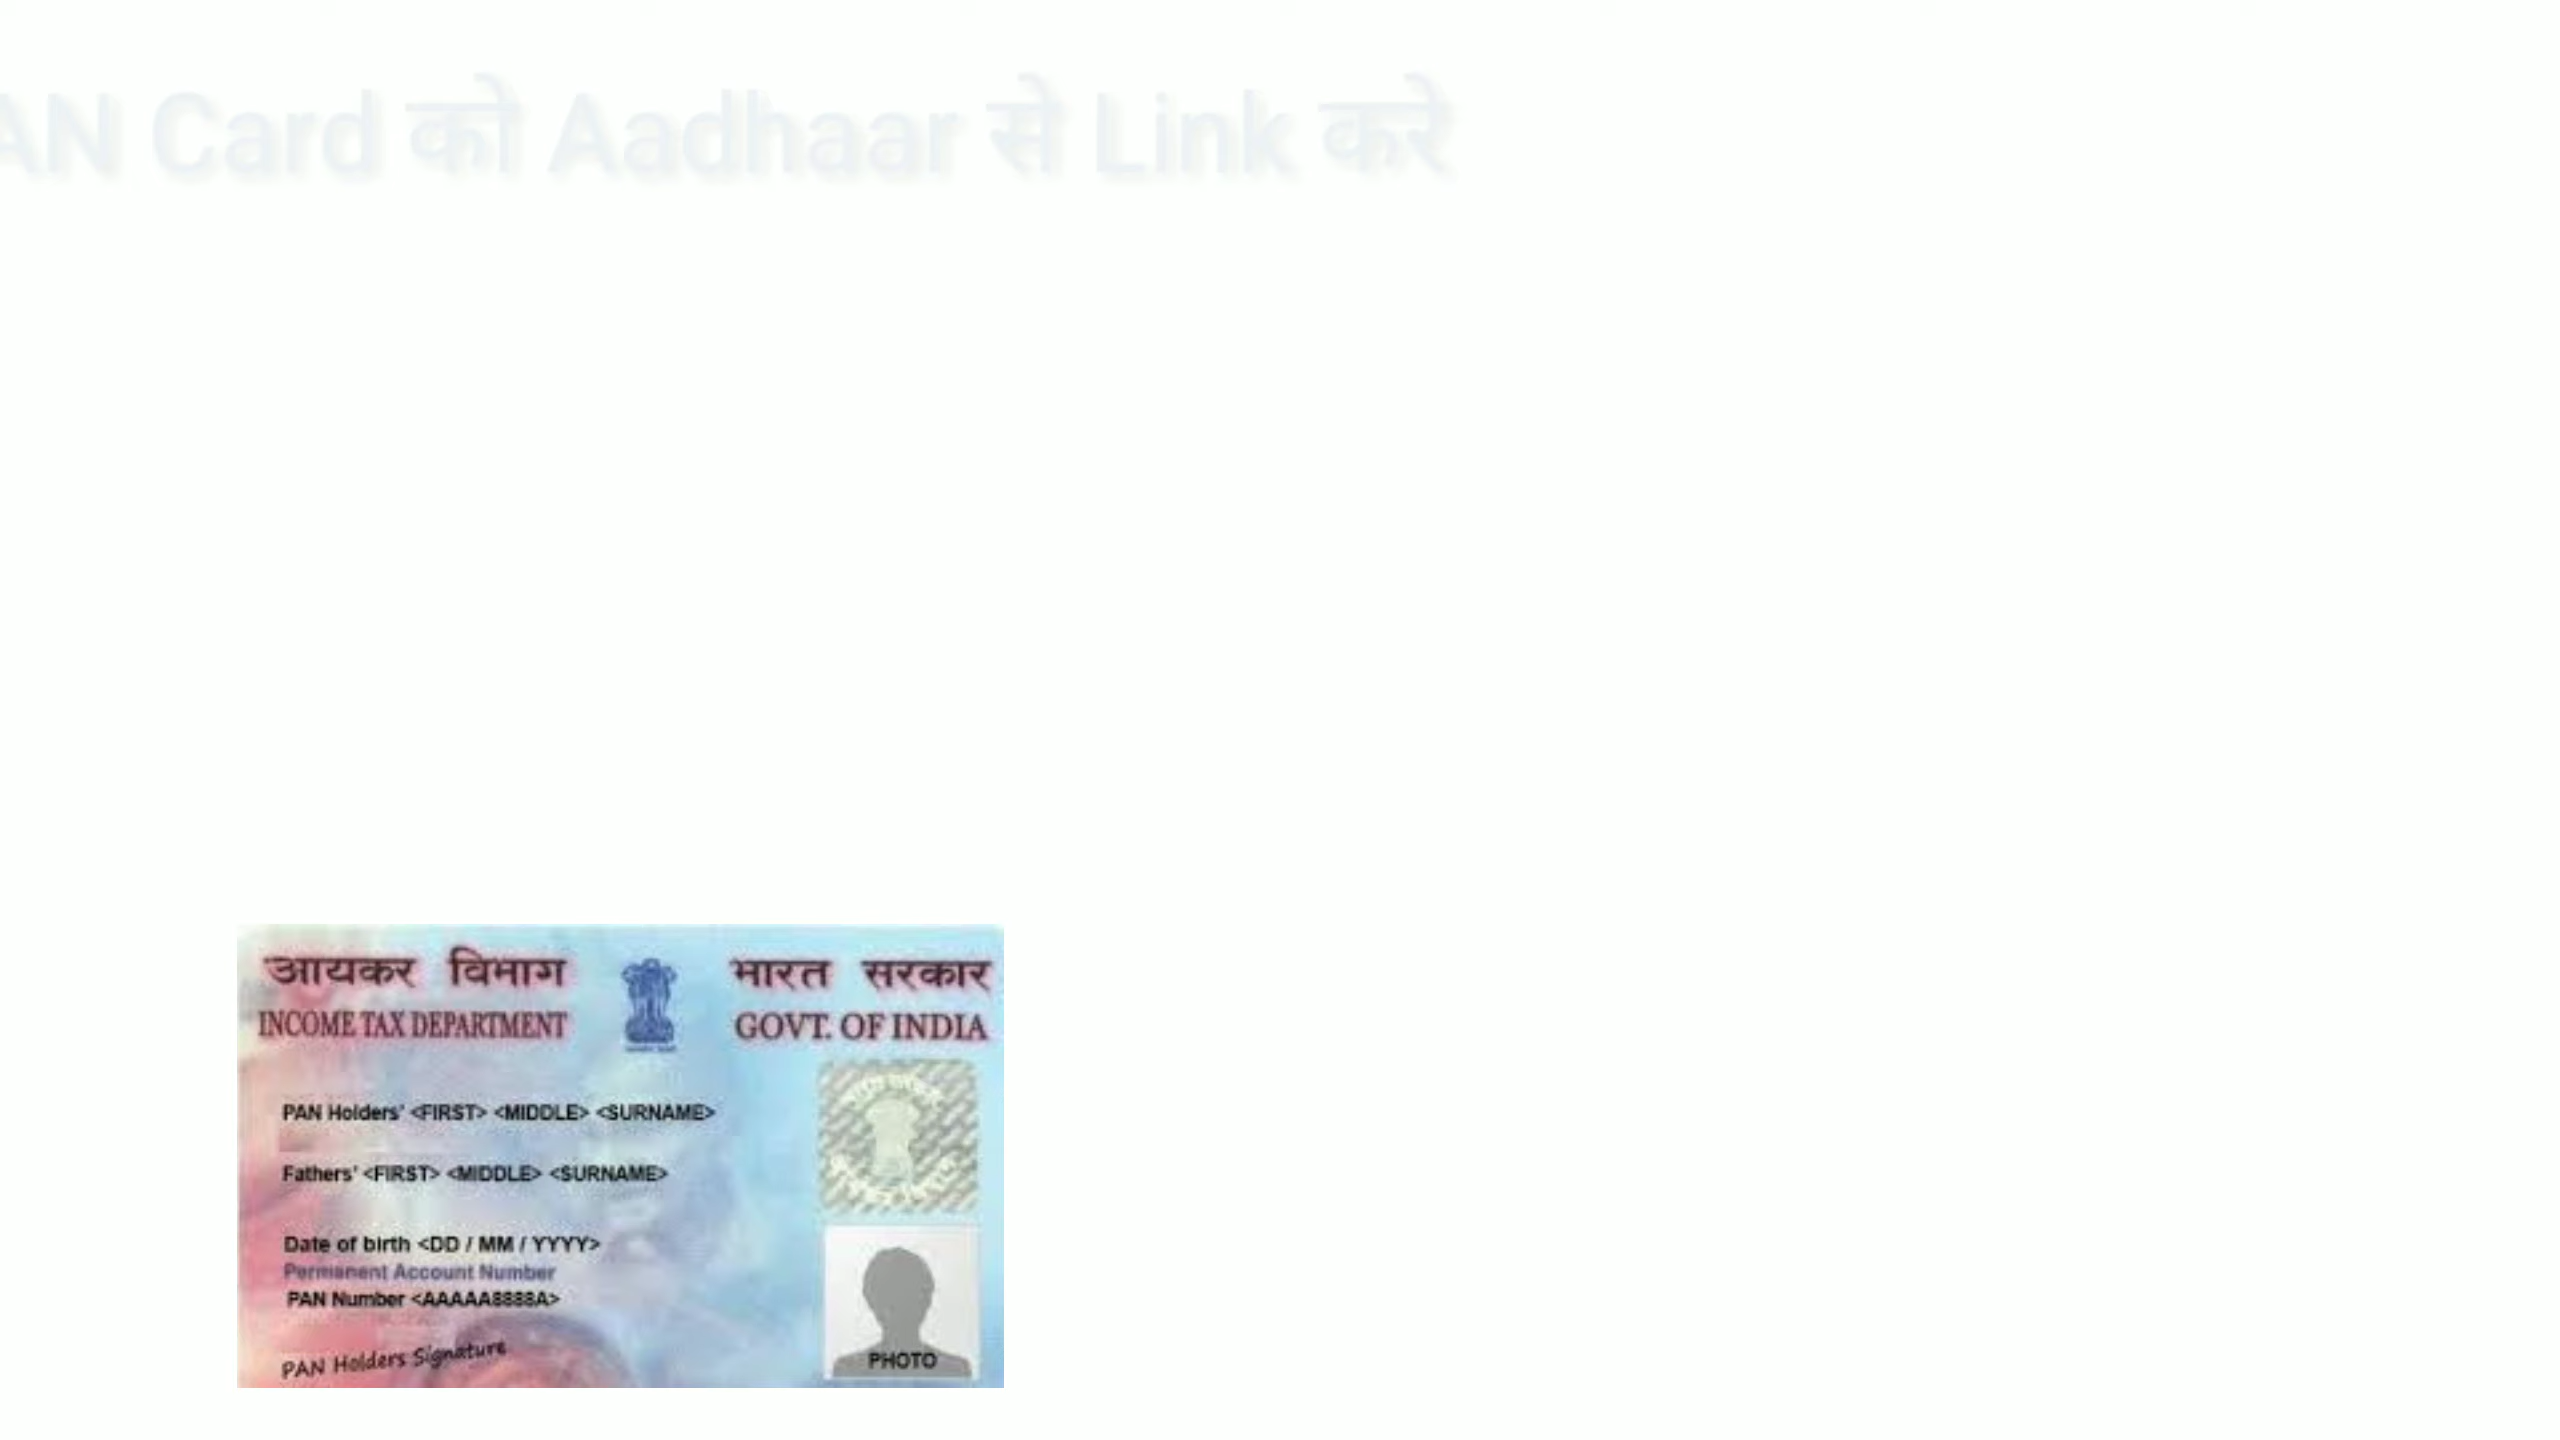 AN Card को Aadhaar से Link करे
आयकर विभाग
भारत सरकार
INCOME TAX DEPARTMENT
GOVT. OF INDIA
PAN Holders' <FIRST> <MIDDLE> <SURNAME>
Fathers' <FIRST> <MIDDLE> <SURNAME>
Date of birth <DD / MM / YYYY>
Permanent Account Number
PAN Number <AAAAA8888A>
PAN Holders Signature
PHOTO